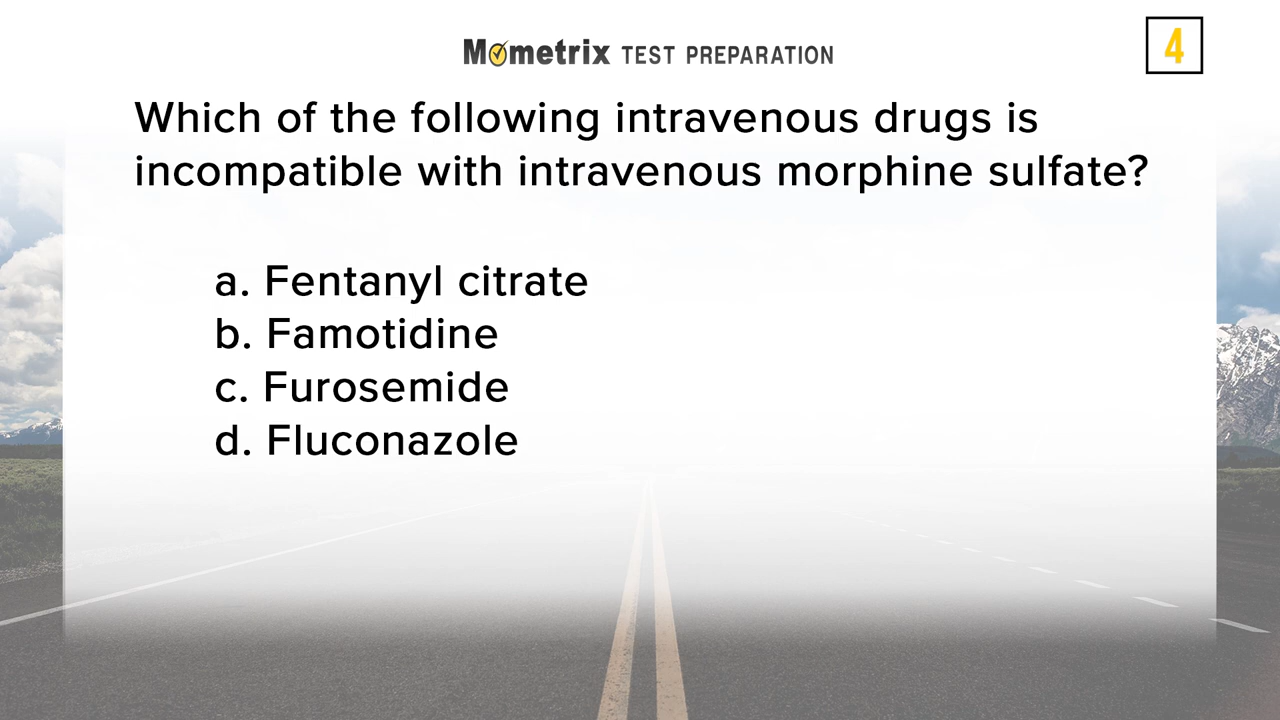 Mometrix TEST PREPARATION
4
Which of the following intravenous drugs is
incompatible with intravenous morphine sulfate?
a. Fentanyl citrate
b. Famotidine
c. Furosemide
d. Fluconazole